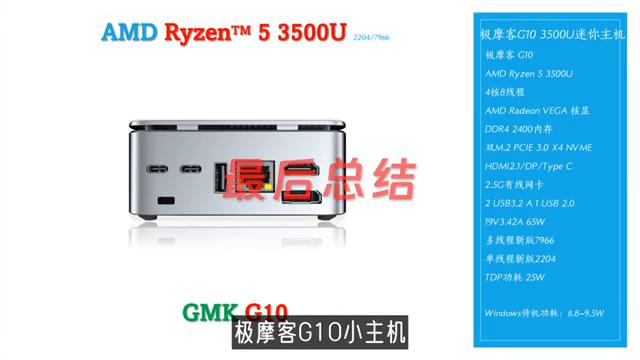 AMD Ryzen™ 5 3500U 2204/7966
最后总结
GMK G10
极摩客G10小主机
极摩客G10 3500U迷你主机
极摩客 G10
AMD Ryzen 5 3500U
4核8线程
AMD Radeon VEGA 核显
DDR4 2400内存
双M.2 PCIE 3.0 X4 NVME
HDMI2.1/DP/Type C
2.5G有线网卡
2 USB3.2 A 1 USB 2.0
19V3.42A 65W
多线程新版7966
单线程新版2204
TDP功耗 25W
Windows待机功耗：8.8-9.5W